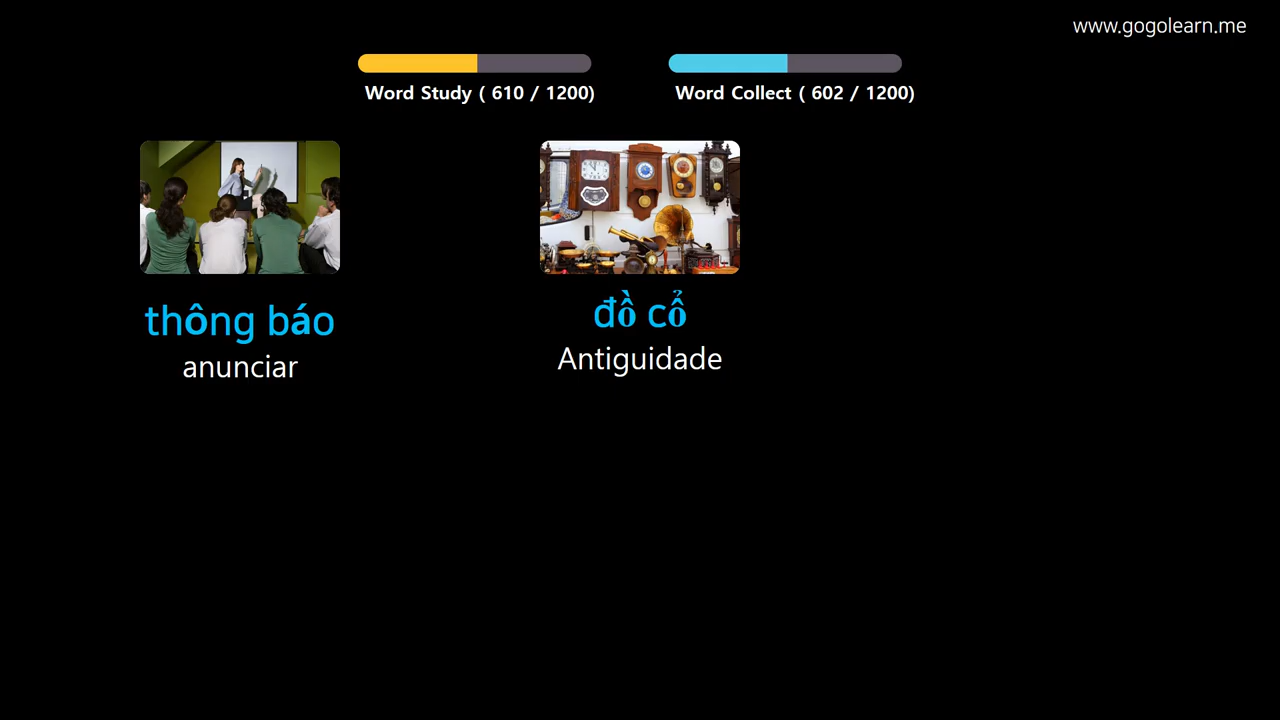 www.gogolearn.me
Word Study ( 610 / 1200)
Word Collect ( 602 / 1200)
thông báo
anunciar
đồ cổ
Antiguidade